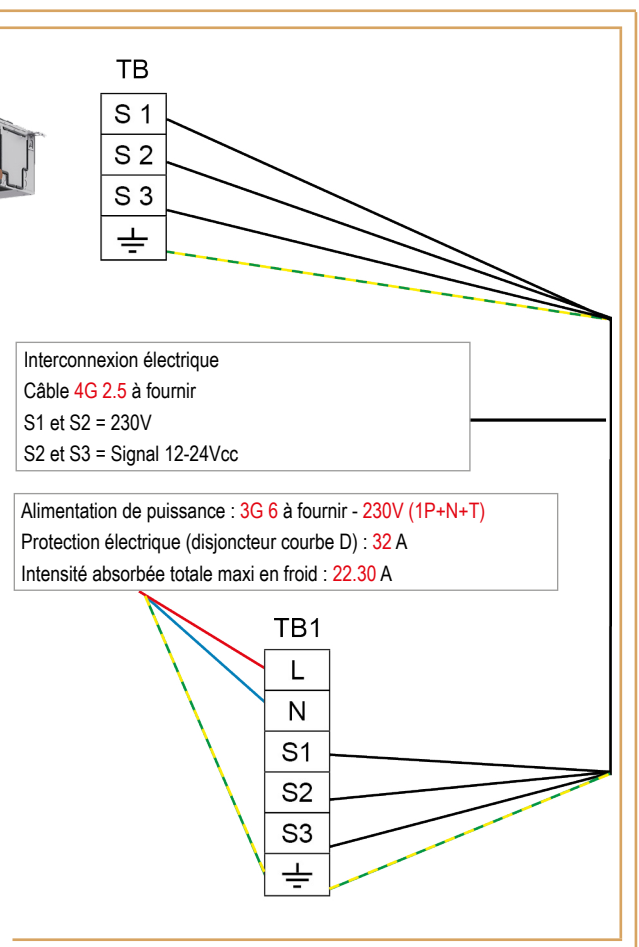 TB
S 1
S 2
S 3
Interconnexion électrique
Câble 4G 2.5 à fournir
S1 et S2 = 230V
S2 et S3 = Signal 12-24Vcc
Alimentation de puissance : 3G 6 à fournir - 230V (1P+N+T)
Protection électrique (disjoncteur courbe D) : 32 A
Intensité absorbée totale maxi en froid : 22.30 A
TB1
L
N
S1
S2
S3